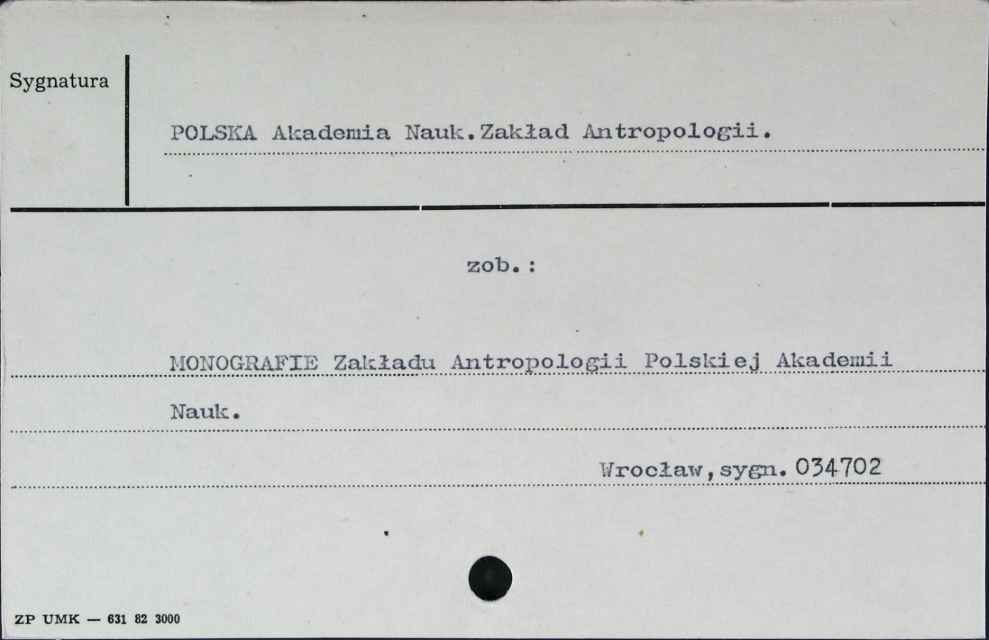 Sygnatura
POLSKA Akademia Nauk.Zakład Antropologii.
zob.:
MONOGRAFIE Zakładu Antropologii Polskiej Akademii
Nauk.
Wrocław,sygn. 034702
ZP UMK — 631 82 3000